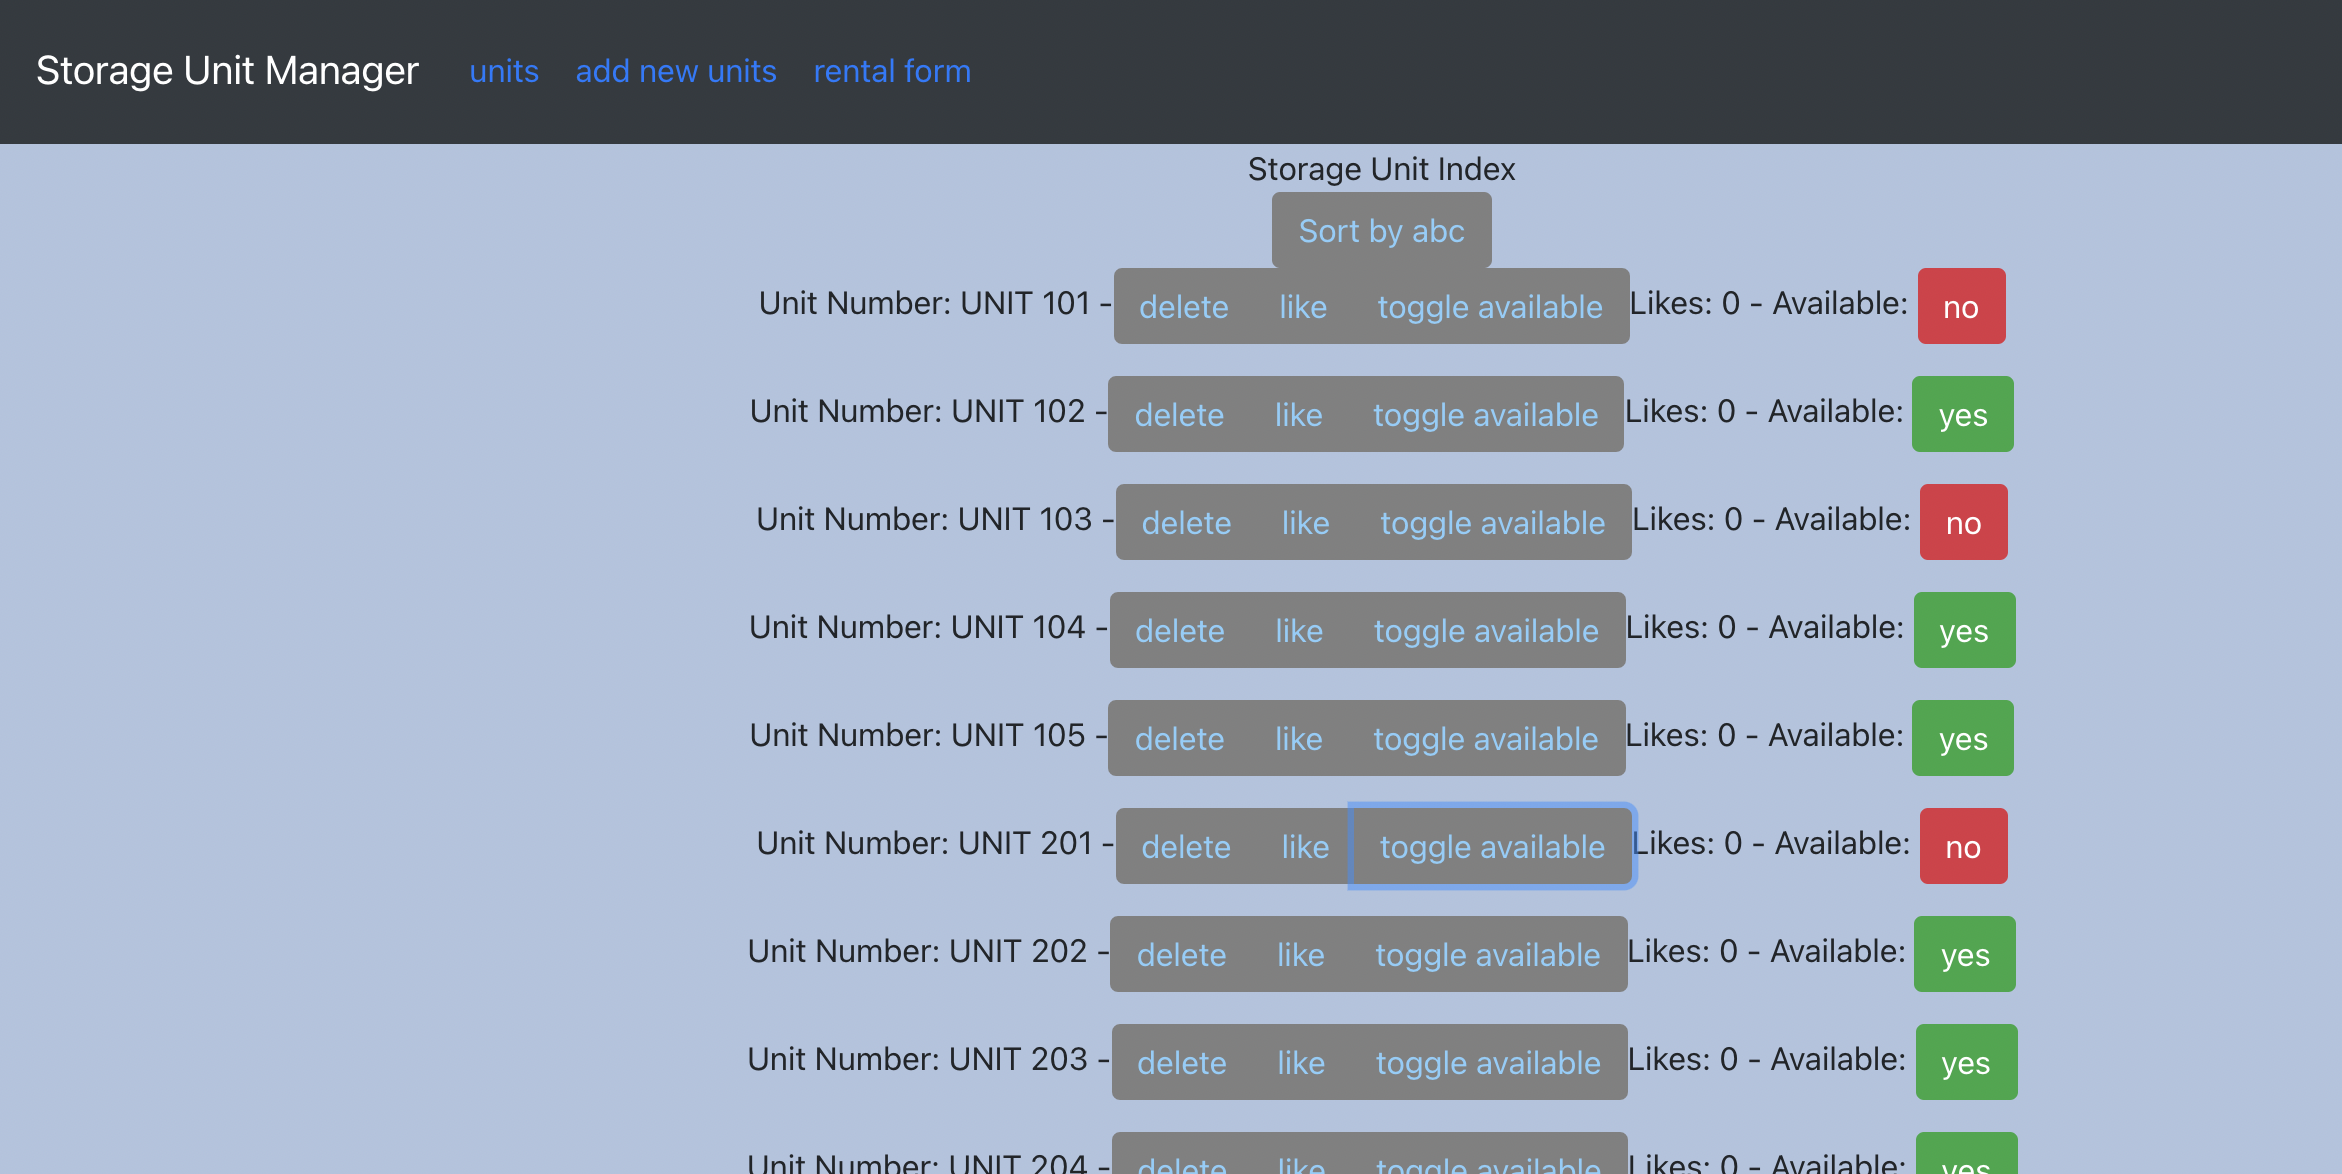 Storage Unit Manager units add new units rental form
Storage Unit Index
Sort by abc
Unit Number: UNIT 101 - delete like toggle available Likes: 0 - Available: no
Unit Number: UNIT 102 - delete like toggle available Likes: 0 - Available: yes
Unit Number: UNIT 103 - delete like toggle available Likes: 0 - Available: no
Unit Number: UNIT 104 - delete like toggle available Likes: 0 - Available: yes
Unit Number: UNIT 105 - delete like toggle available Likes: 0 - Available: yes
Unit Number: UNIT 201 - delete like toggle available Likes: 0 - Available: no
Unit Number: UNIT 202 - delete like toggle available Likes: 0 - Available: yes
Unit Number: UNIT 203 - delete like toggle available Likes: 0 - Available: yes
Unit Number: UNIT 204 - delete like toggle available Likes: 0 - Available: yes